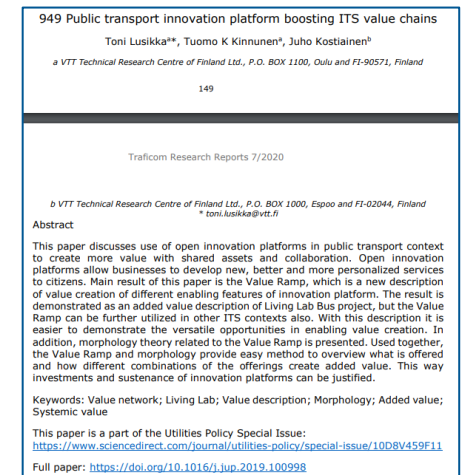 949 Public transport innovation platform boosting ITS value chains
Toni Lusikkaᵃ*, Tuomo K Kinnunenᵃ, Juho Kostiainenᵇ
a VTT Technical Research Centre of Finland Ltd., P.O. BOX 1100, Oulu and FI-90571, Finland
149
Traficom Research Reports 7/2020
b VTT Technical Research Centre of Finland Ltd., P.O. BOX 1000, Espoo and FI-02044, Finland
* toni.lusikka@vtt.fi
Abstract
This paper discusses use of open innovation platforms in public transport context
to create more value with shared assets and collaboration. Open innovation
platforms allow businesses to develop new, better and more personalized services
to citizens. Main result of this paper is the Value Ramp, which is a new description
of value creation of different enabling features of innovation platform. The result is
demonstrated as an added value description of Living Lab Bus project, but the Value
Ramp can be further utilized in other ITS contexts also. With this description it is
easier to demonstrate the versatile opportunities in enabling value creation. In
addition, morphology theory related to the Value Ramp is presented. Used together,
the Value Ramp and morphology provide easy method to overview what is offered
and how different combinations of the offerings create added value. This way
investments and sustenance of innovation platforms can be justified.
Keywords: Value network; Living Lab; Value description; Morphology; Added value;
Systemic value
This paper is a part of the Utilities Policy Special Issue:
https://www.sciencedirect.com/journal/utilities-policy/special-issue/10D8V459F11
Full paper: https://doi.org/10.1016/j.jup.2019.100998